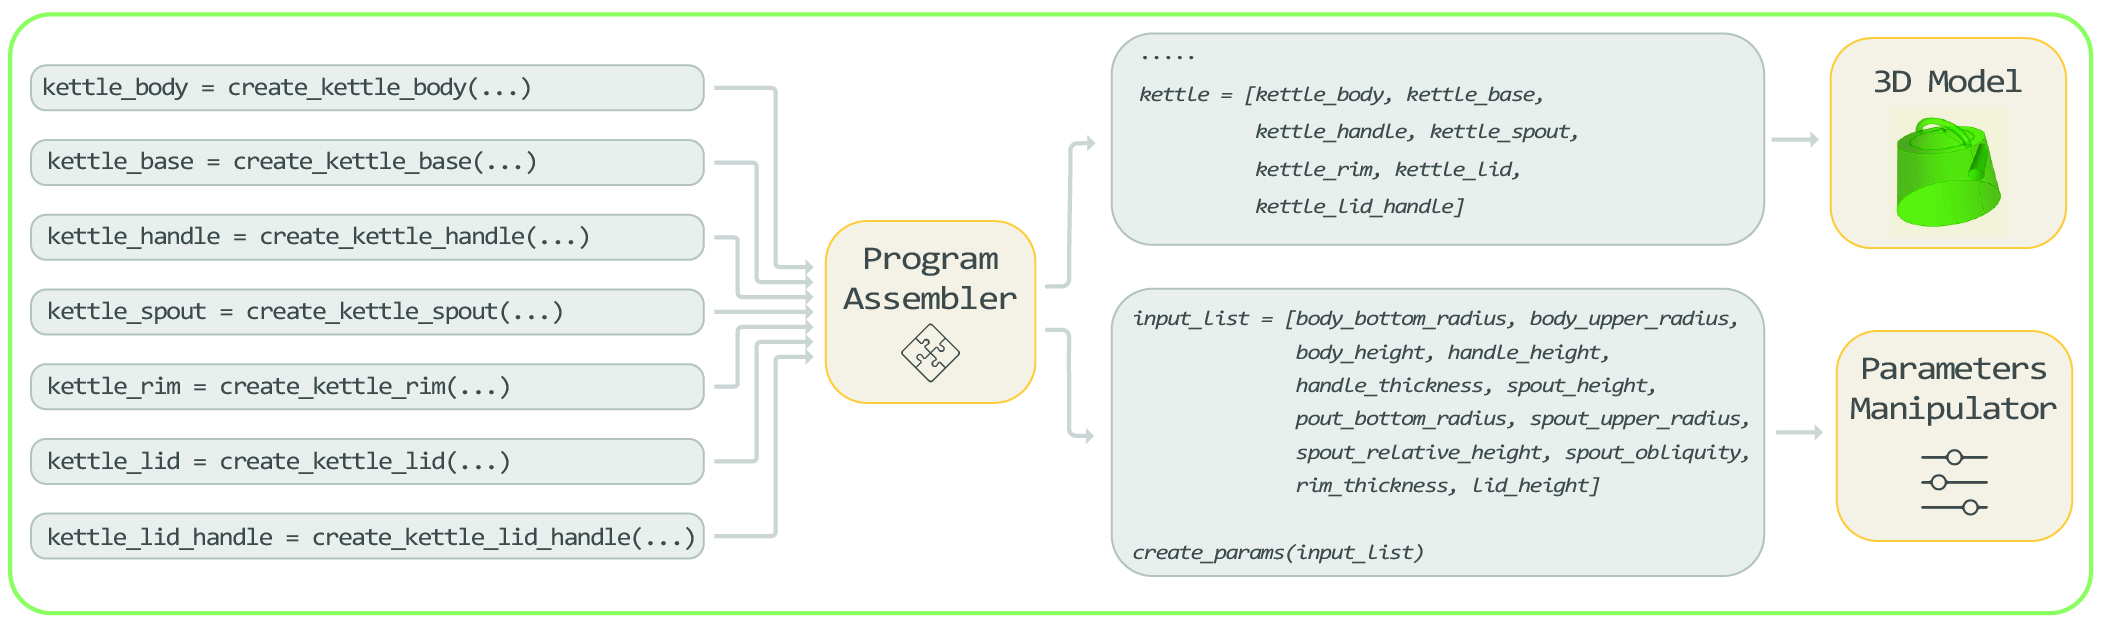 kettle_body = create_kettle_body(...)
kettle_base = create_kettle_base(...)
kettle_handle = create_kettle_handle(...)
kettle_spout = create_kettle_spout(...)
kettle_rim = create_kettle_rim(...)
kettle_lid = create_kettle_lid(...)
kettle_lid_handle = create_kettle_lid_handle(...)
Program
Assembler
.....
kettle = [kettle_body, kettle_base,
kettle_handle, kettle_spout,
kettle_rim, kettle_lid,
kettle_lid_handle]
input_list = [body_bottom_radius, body_upper_radius,
body_height, handle_height,
handle_thickness, spout_height,
pout_bottom_radius, spout_upper_radius,
spout_relative_height, spout_obliquity,
rim_thickness, lid_height]
create_params(input_list)
3D Model
Parameters
Manipulator